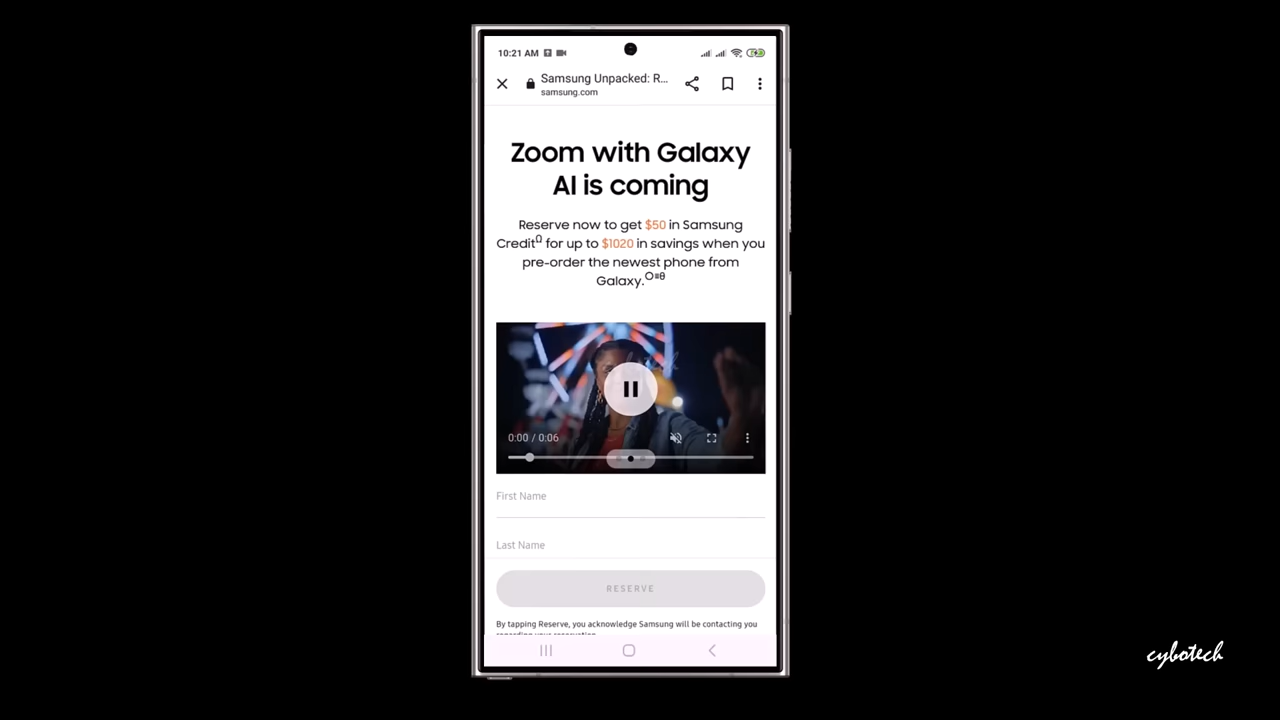 10:21 AM
Samsung Unpacked: R...
samsung.com
Zoom with Galaxy
AI is coming
Reserve now to get $50 in Samsung
CreditΩ for up to $1020 in savings when you
pre-order the newest phone from
Galaxy.O≡θ
0:00 / 0:06
First Name
Last Name
RESERVE
By tapping Reserve, you acknowledge Samsung will be contacting you
cybotech